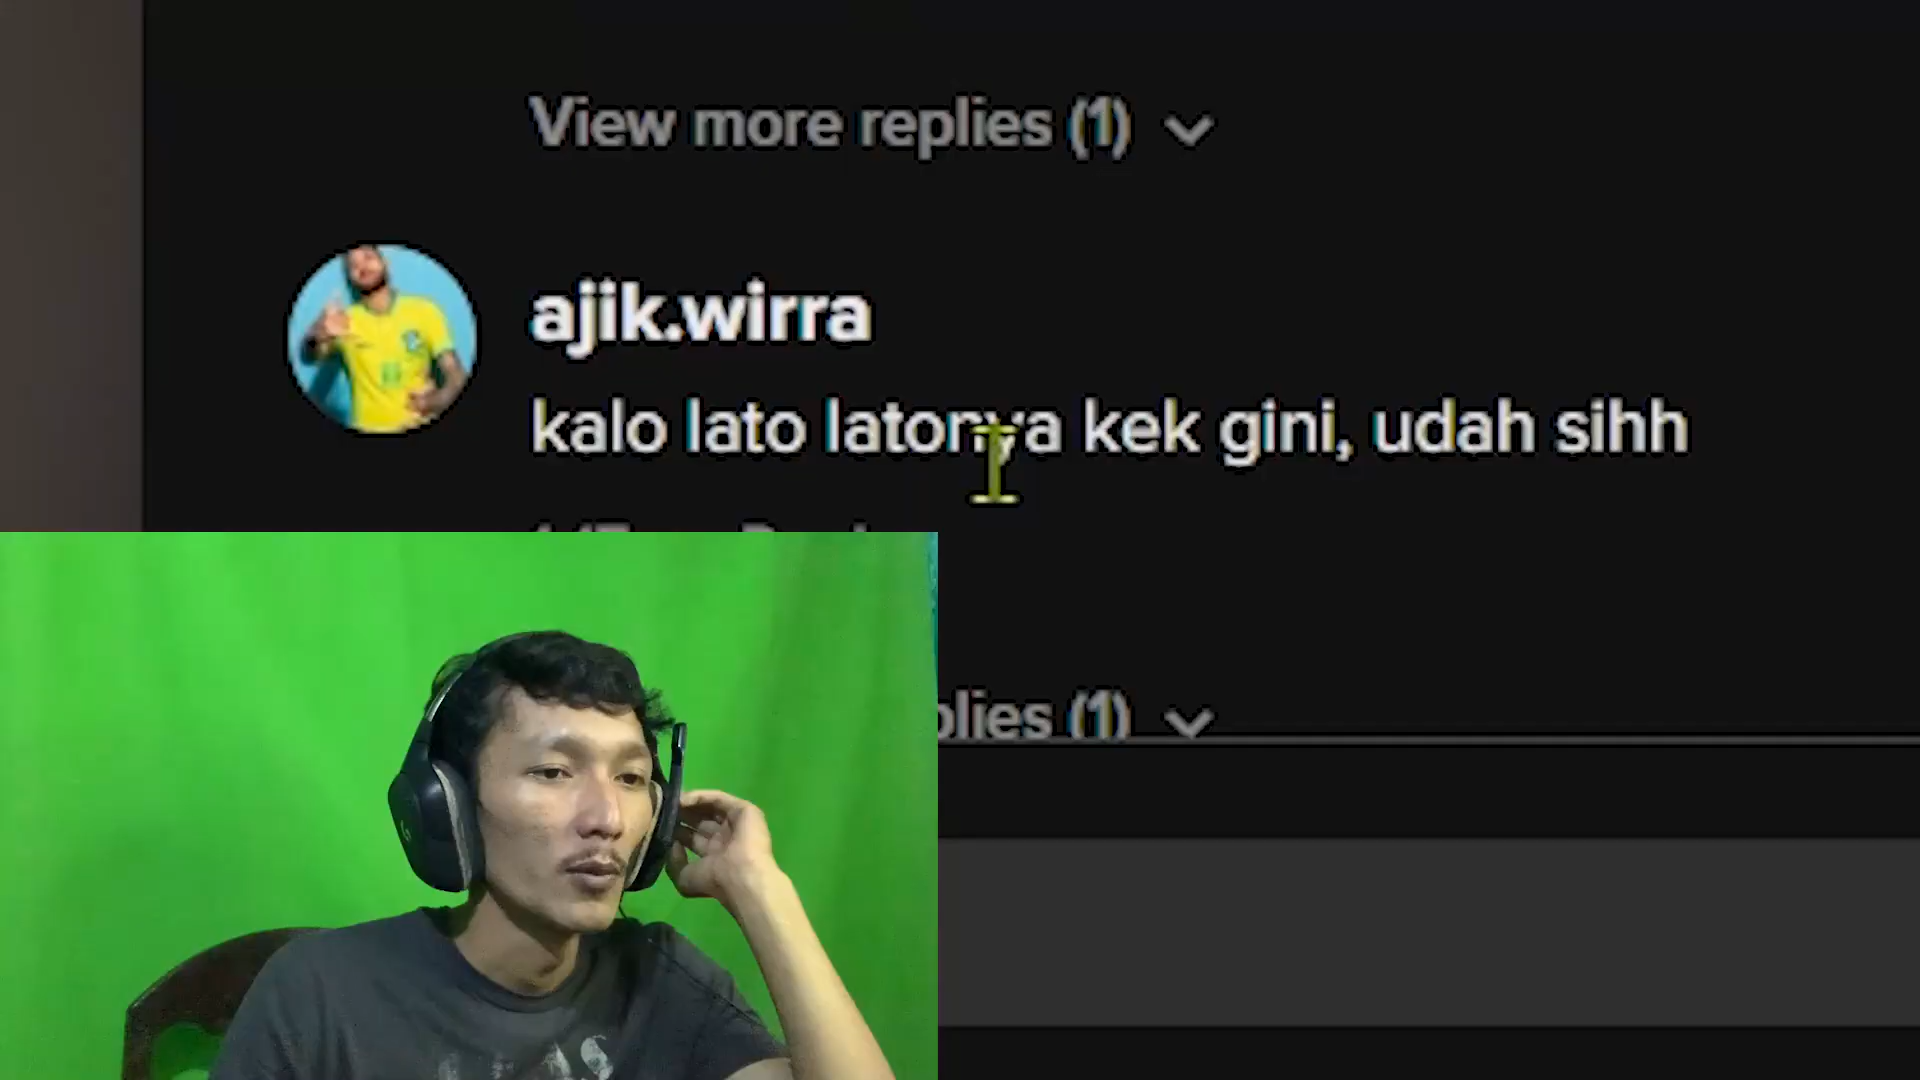 View more replies (1)
ajik.wirra
kalo lato latonya kek gini, udah sihh
plies (1)